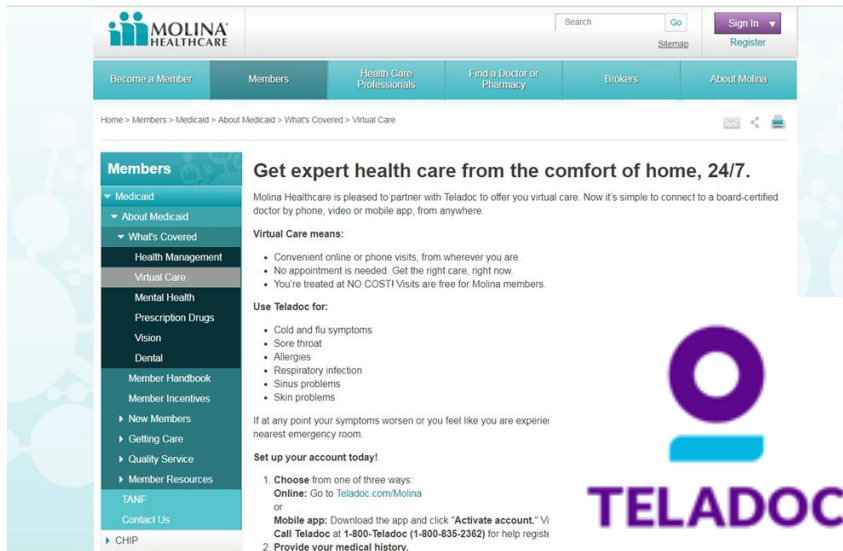 MOLINA
HEALTHCARE
Search
Go
Sign In
Sitemap
Register
Become a Member
Members
Health Care
Professionals
Find a Doctor or
Pharmacy
Brokers
About Molina
Home > Members > Medicaid > About Medicaid > What's Covered > Virtual Care
Members
Medicaid
About Medicaid
What's Covered
Health Management
Virtual Care
Mental Health
Prescription Drugs
Vision
Dental
Member Handbook
Member Incentives
New Members
Getting Care
Quality Service
Member Resources
TANF
Contact Us
CHIP
Get expert health care from the comfort of home, 24/7.
Molina Healthcare is pleased to partner with Teladoc to offer you virtual care. Now it's simple to connect to a board-certified
doctor by phone, video or mobile app, from anywhere.
Virtual Care means:
• Convenient online or phone visits, from wherever you are.
• No appointment is needed. Get the right care, right now.
• You're treated at NO COST! Visits are free for Molina members.
Use Teladoc for:
• Cold and flu symptoms
• Sore throat
• Allergies
• Respiratory infection
• Sinus problems
• Skin problems
If at any point your symptoms worsen or you feel like you are
nearest emergency room.
Set up your account today!
1. Choose from one of three ways:
Online: Go to Teladoc.com/Molina
or
Mobile app: Download the app and click "Activate account."
Call Teladoc at 1-800-Teladoc (1-800-835-2362) for help
2. Provide your medical history.
TELADOC